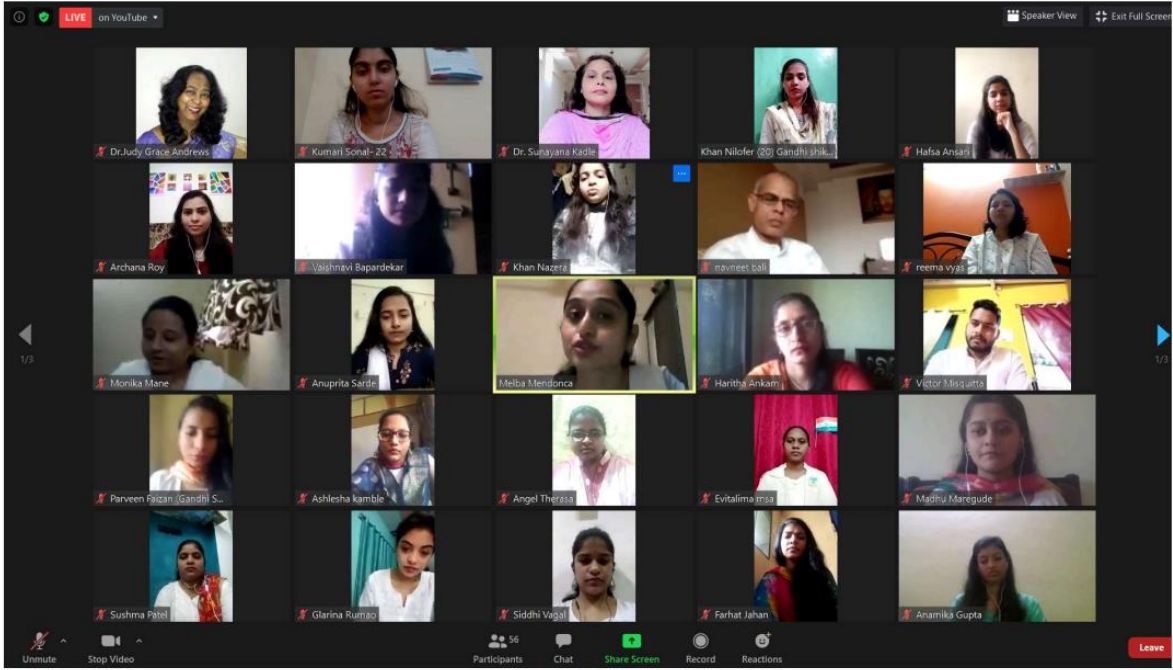 LIVE on YouTube
Speaker View
Exit Full Screen
Dr.Judy Grace Andrews
Kumari Sonal- 22
Dr. Sunayana Kadle
Khan Nilofer (20) Gandhi shik...
Hafsa Ansari
Archana Roy
Vaishnavi Bapardekar
Khan Nazera
...
navneet bali
reema vyas
1/3
Monika Mane
Anuprita Sarde
Melba Mendonca
Haritha Ankam
Victor Misquitta
1/3
Parveen Faizan (Gandhi S...
Ashlesha kamble
Angel Therasa
Evitalima msa
Madhu Maregude
Sushma Patel
Glarina Rumao
Siddhi Vagal
Farhat Jahan
Anamika Gupta
Unmute
Stop Video
56
Participants
Chat
Share Screen
Record
Reactions
Leave